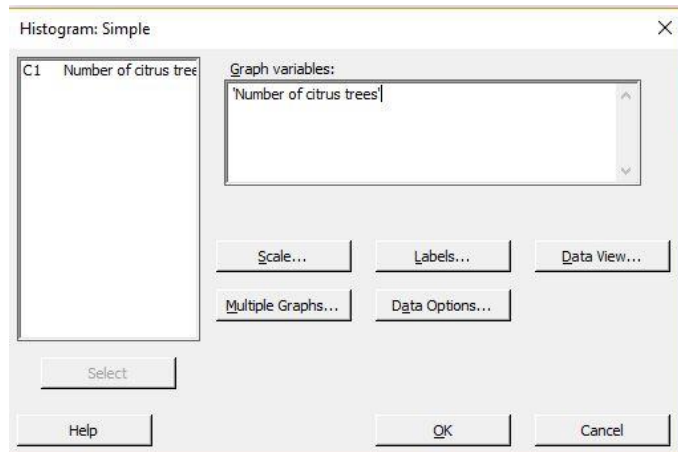 Histogram: Simple
C1 Number of citrus tree
Graph variables:
'Number of citrus trees'
Scale...
Labels...
Data View...
Multiple Graphs...
Data Options...
Select
Help
OK
Cancel